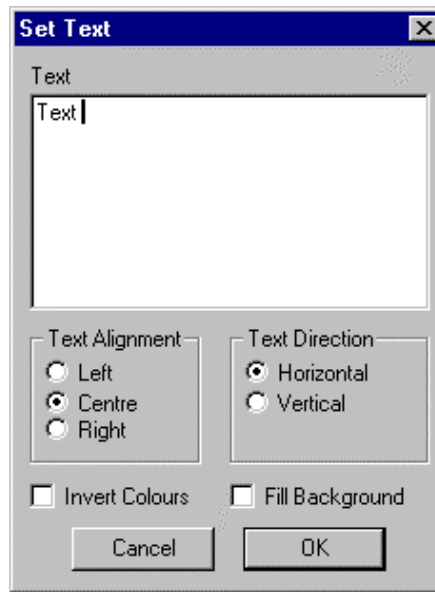 Set Text
Text
Text
Text Alignment
Left
Centre
Right
Text Direction
Horizontal
Vertical
Invert Colours
Fill Background
Cancel
OK